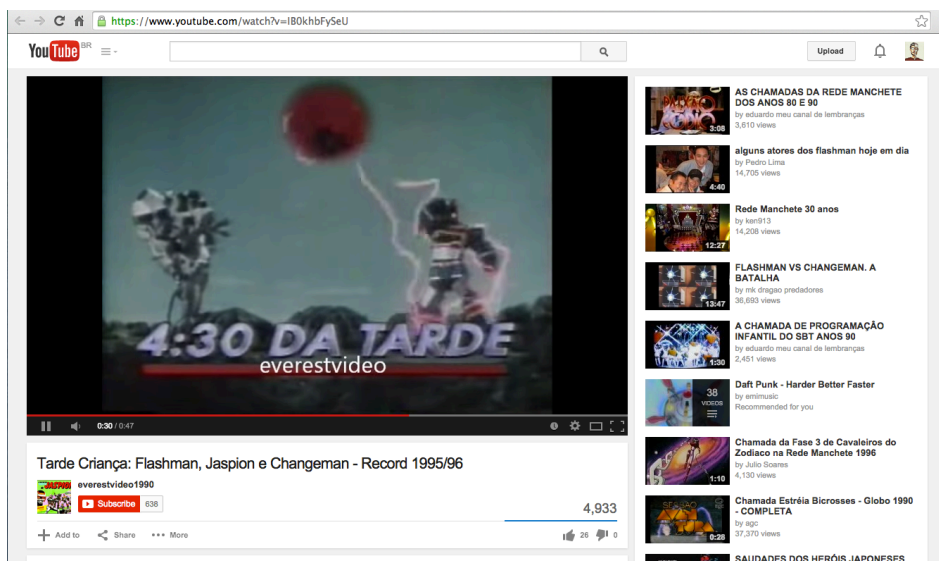 https://www.youtube.com/watch?v=IB0khbFySeU
YouTube BR
Upload
4:30 DA TARDE
everestvideo
0:30 / 0:47
Tarde Criança: Flashman, Jaspion e Changeman - Record 1995/96
everestvideo1990
Subscribe 638
4,933
Add to Share More 26 0
AS CHAMADAS DA REDE MANCHETE
DOS ANOS 80 E 90
by eduardo meu canal de lembranças
3,610 views
3:08
alguns atores dos flashman hoje em dia
by Pedro Lima
14,705 views
4:40
Rede Manchete 30 anos
by ken913
14,208 views
12:27
FLASHMAN VS CHANGEMAN. A
BATALHA
by mk dragao predadores
36,693 views
13:47
A CHAMADA DE PROGRAMAÇÃO
INFANTIL DO SBT ANOS 90
by eduardo meu canal de lembranças
2,451 views
1:30
Daft Punk - Harder Better Faster
by emimusic
Recommended for you
38
VIDEOS
Chamada da Fase 3 de Cavaleiros do
Zodiaco na Rede Manchete 1996
by Julio Soares
4,130 views
1:10
Chamada Estréia Bicrosses - Globo 1990
- COMPLETA
by agc
37,370 views
0:28
SAUDADES DOS HERÓIS JAPONESES